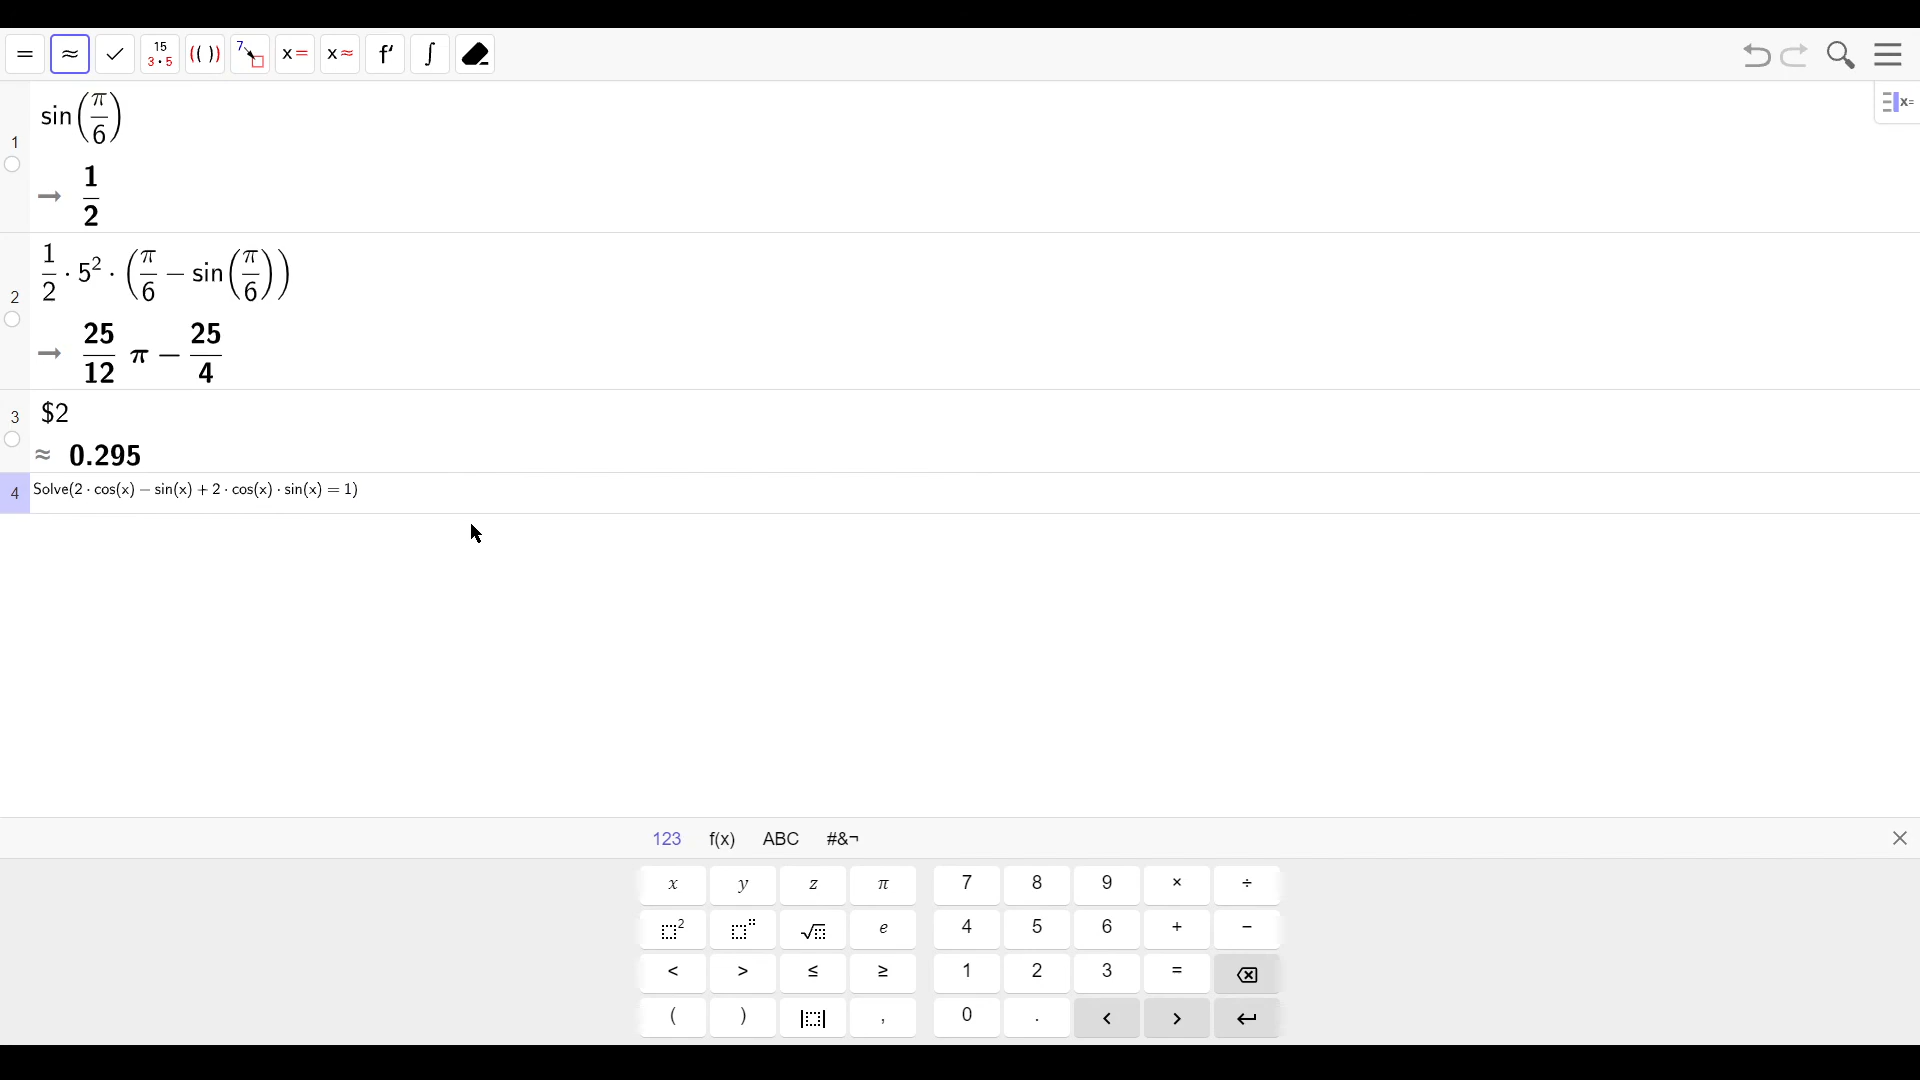 = ≈ ✓ 15 3·5 (( )) 7 x= x≈ f′ ∫
x=
1
sin(π/6)
→ 1/2
2
1/2 · 5² · (π/6 − sin(π/6))
→ 25/12 π − 25/4
3
$2
≈ 0.295
4
Solve(2 · cos(x) − sin(x) + 2 · cos(x) · sin(x) = 1)
123 f(x) ABC #&¬
x y z π 7 8 9 × ÷
² e 4 5 6 + −
< > ≤ ≥ 1 2 3 =
( ) , 0 . < >